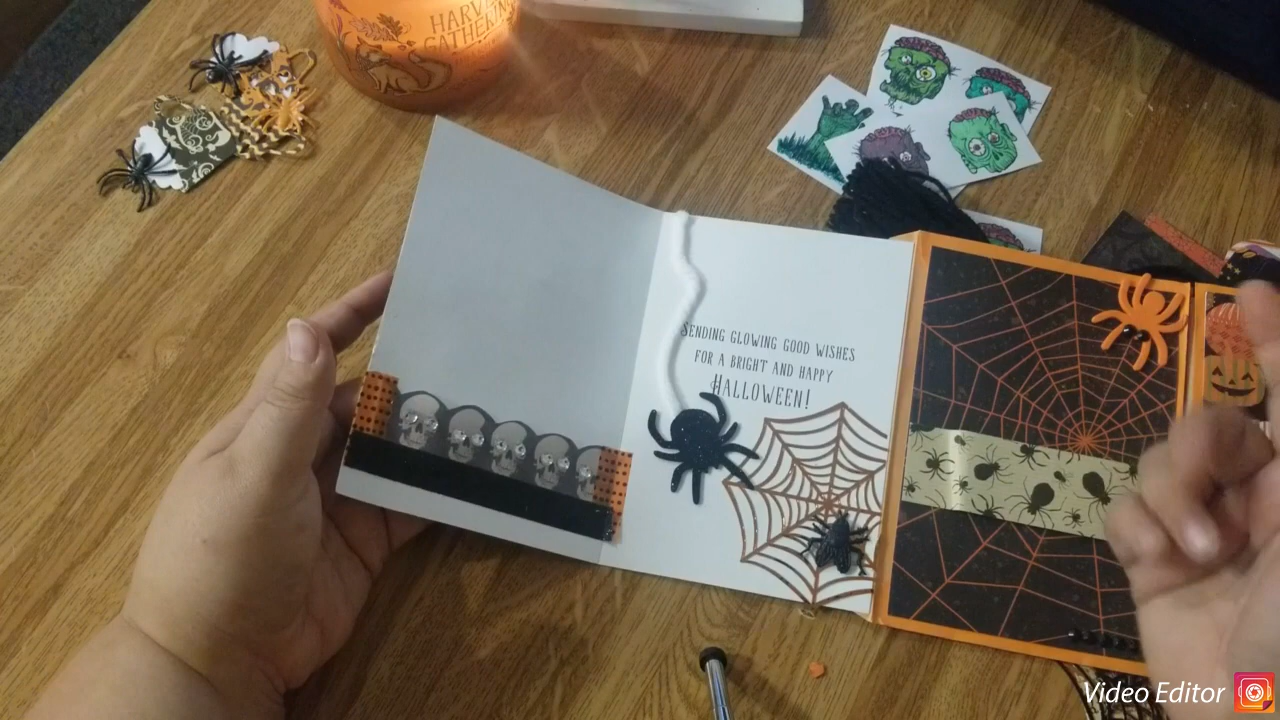 HARVEST
GATHERING
SENDING GLOWING GOOD WISHES
FOR A BRIGHT AND HAPPY
HALLOWEEN!
Video Editor